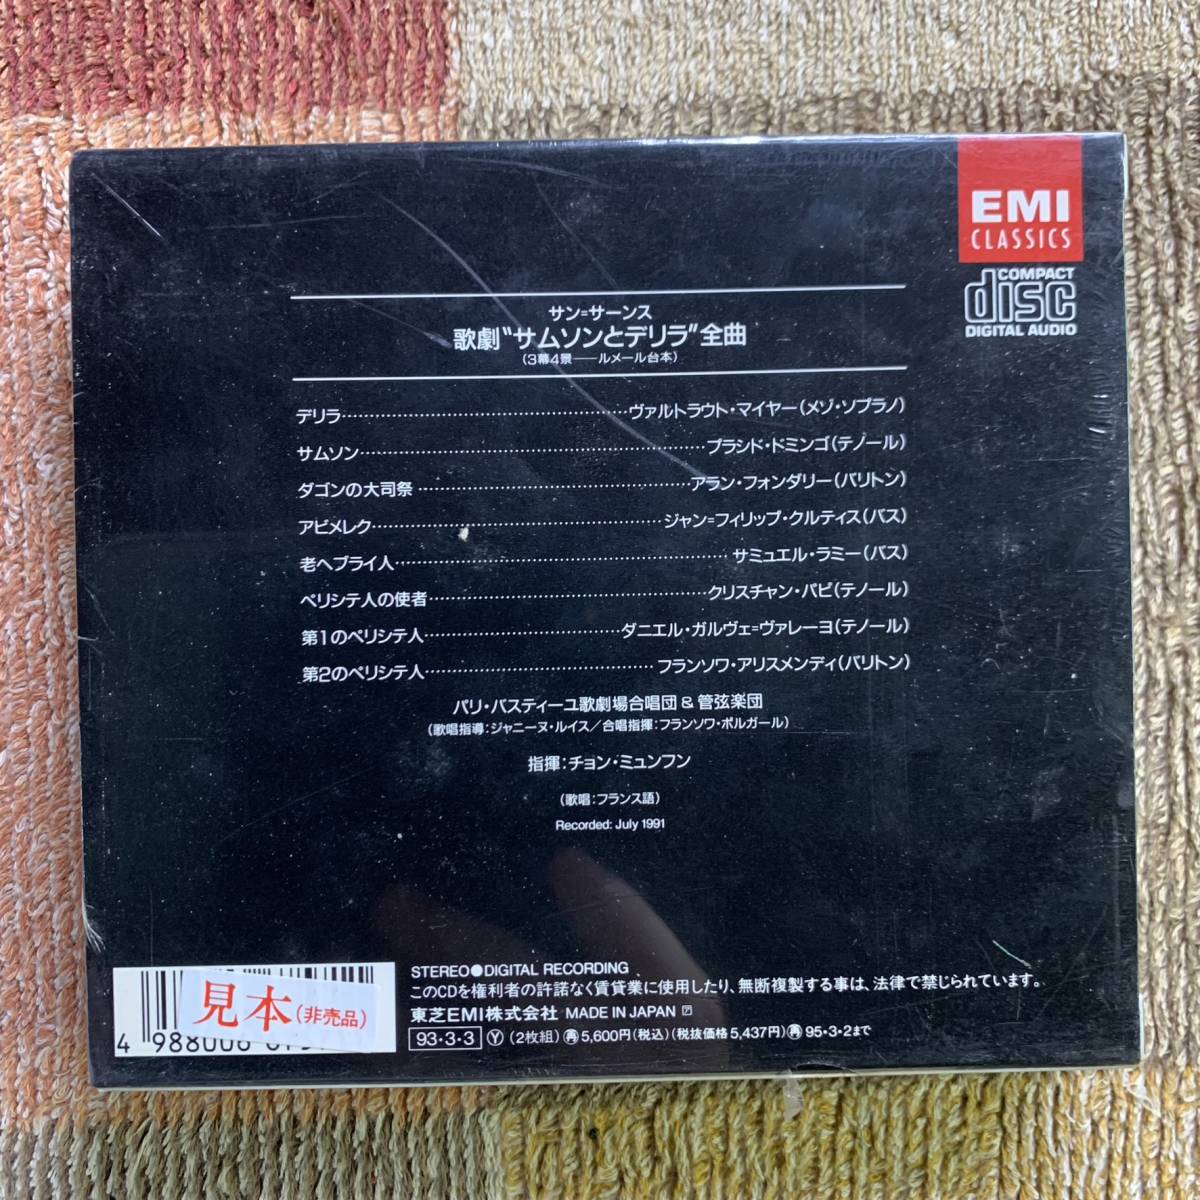 EMI
CLASSICS
COMPACT
disc
DIGITAL AUDIO
サン=サーンス
歌劇“サムソンとデリラ”全曲
(3幕4景――ルメール台本)
デリラ……ヴァルトラウト・マイヤー(メゾ・ソプラノ)
サムソン……プラシド・ドミンゴ(テノール)
ダゴンの大司祭……アラン・フォンダリー(バリトン)
アビメレク……ジャン=フィリップ・クルティス(バス)
老ヘブライ人……サミュエル・ラミー(バス)
ペリシテ人の使者……クリスチャン・パピ(テノール)
第1のペリシテ人……ダニエル・ガルヴェ=ヴァレーヨ(テノール)
第2のペリシテ人……フランソワ・アリスメンディ(バリトン)
パリ・バスティーユ歌劇場合唱団&管弦楽団
(歌唱指導:ジャニーヌ・ルイス/合唱指揮:フランソワ・ポルガール)
指揮:チョン・ミュンフン
(歌唱:フランス語)
Recorded: July 1991
STEREO●DIGITAL RECORDING
このCDを権利者の許諾なく賃貸業に使用したり、無断複製する事は、法律で禁じられています。
東芝EMI株式会社 MADE IN JAPAN Ⓟ
93・3・3 Ⓨ (2枚組) ㊢5,600円(税込)(税抜価格5,437円) ㊢95・3・2まで
見本(非売品)
4 988006